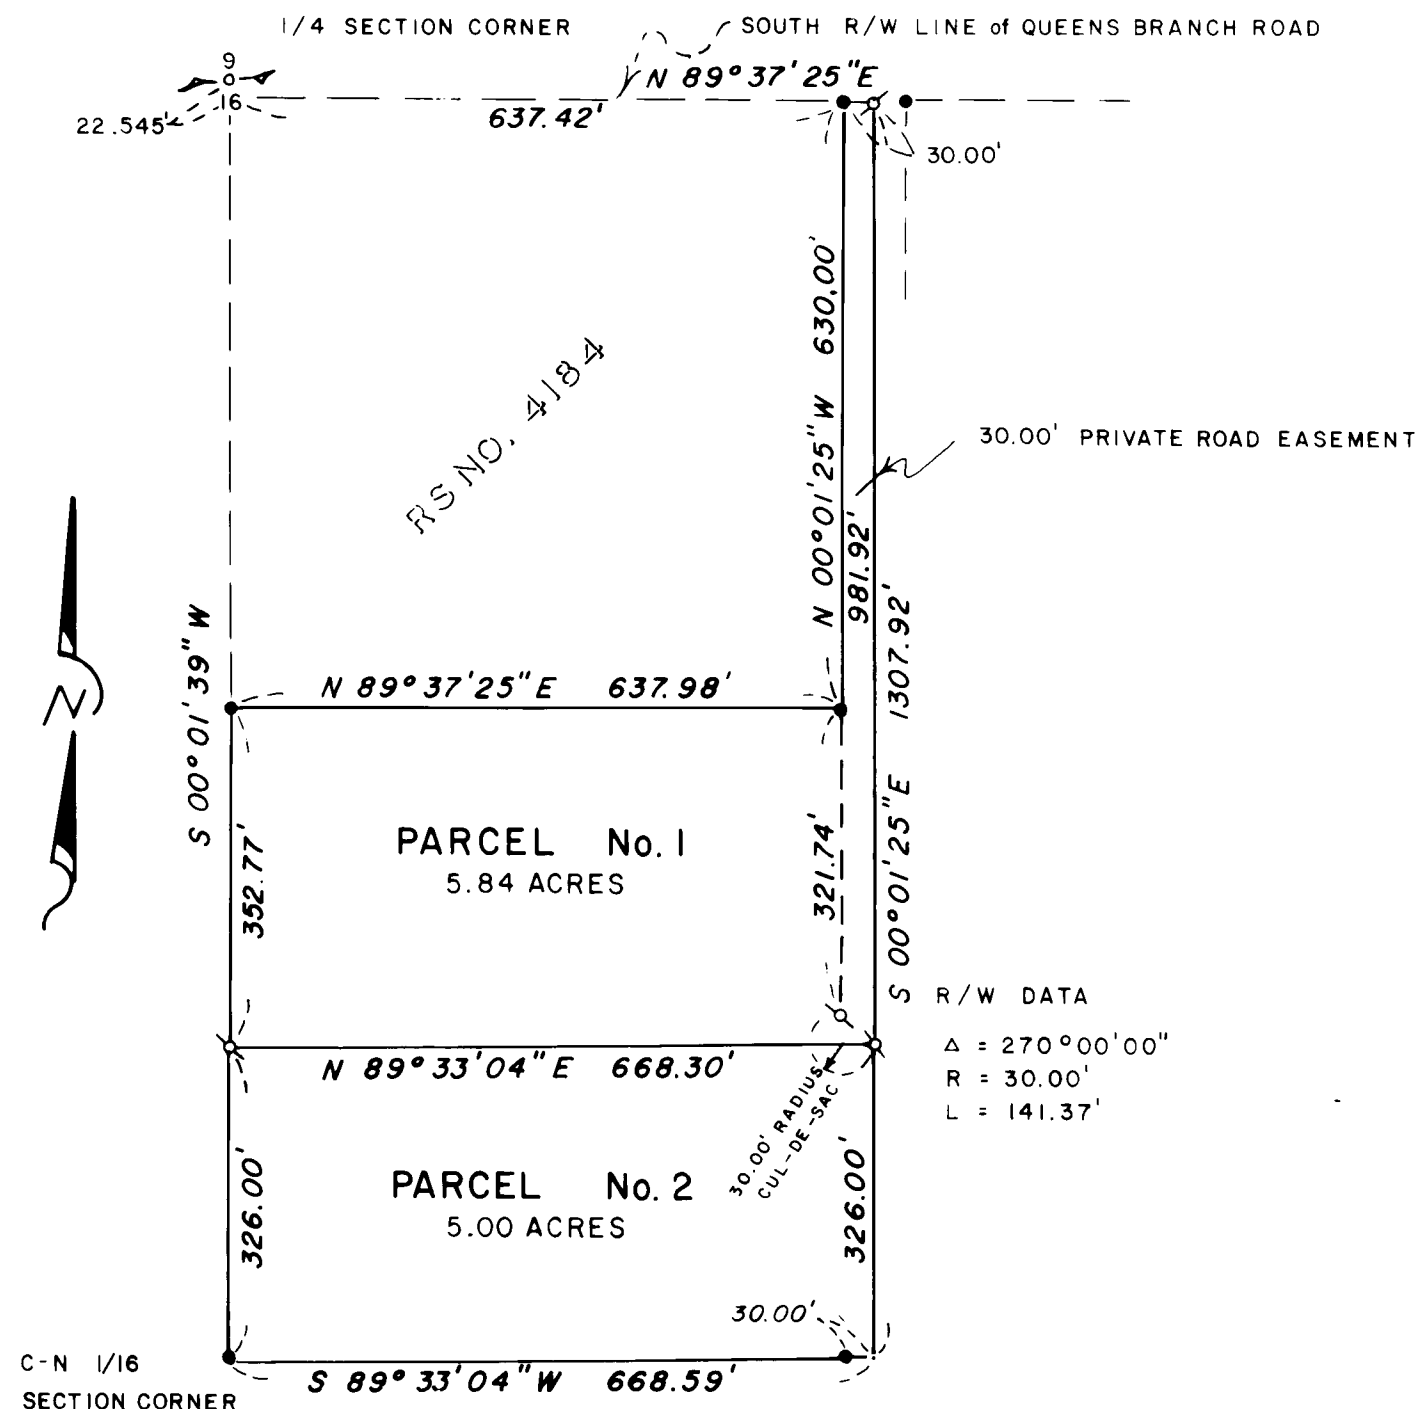 1/4 SECTION CORNER
SOUTH R/W LINE of QUEENS BRANCH ROAD
9
16
22.545'
N 89° 37' 25" E
637.42'
30.00'
N 00° 01' 25" W 630.00'
RS NO. 4184
30.00' PRIVATE ROAD EASEMENT
981.92'
S 00° 01' 25" E 1307.92'
S 00° 01' 39" W
N
N 89° 37' 25" E 637.98'
PARCEL No. 1
5.84 ACRES
352.77'
321.74'
R/W DATA
Δ = 270°00'00"
R = 30.00'
L = 141.37'
N 89° 33' 04" E 668.30'
30.00' RADIUS
CUL-DE-SAC
PARCEL No. 2
5.00 ACRES
326.00'
326.00'
30.00'
C-N 1/16
SECTION CORNER
S 89° 33' 04" W 668.59'